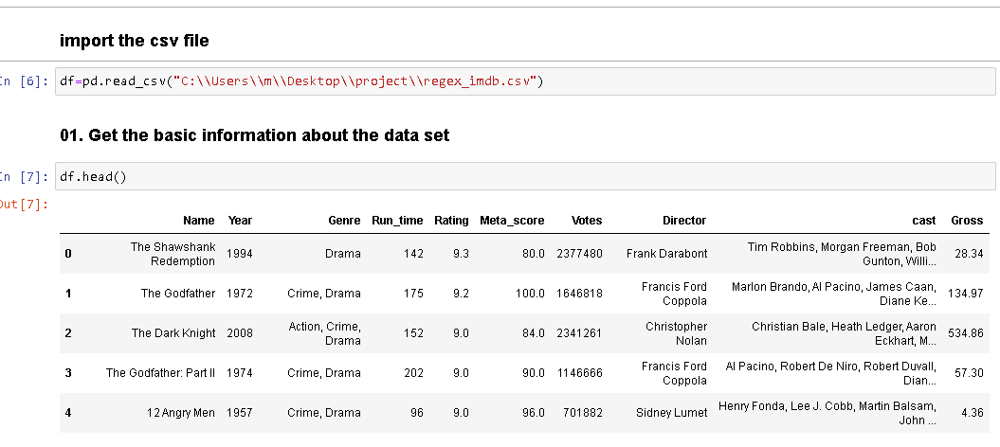 import the csv file
In [6]: df=pd.read_csv("C:\\Users\\m\\Desktop\\project\\regex_imdb.csv")
01. Get the basic information about the data set
In [7]: df.head()
Out[7]:
Name Year Genre Run_time Rating Meta_score Votes Director cast Gross
0 The Shawshank Redemption 1994 Drama 142 9.3 80.0 2377480 Frank Darabont Tim Robbins, Morgan Freeman, Bob Gunton, Willi... 28.34
1 The Godfather 1972 Crime, Drama 175 9.2 100.0 1646818 Francis Ford Coppola Marlon Brando, Al Pacino, James Caan, Diane Ke... 134.97
2 The Dark Knight 2008 Action, Crime, Drama 152 9.0 84.0 2341261 Christopher Nolan Christian Bale, Heath Ledger, Aaron Eckhart, M... 534.86
3 The Godfather: Part II 1974 Crime, Drama 202 9.0 90.0 1146666 Francis Ford Coppola Al Pacino, Robert De Niro, Robert Duvall, Dian... 57.30
4 12 Angry Men 1957 Crime, Drama 96 9.0 96.0 701882 Sidney Lumet Henry Fonda, Lee J. Cobb, Martin Balsam, John ... 4.36